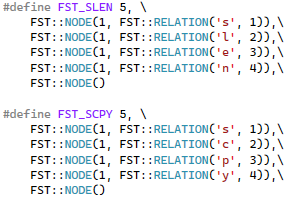 #define FST_SLEN 5, \
    FST::NODE(1, FST::RELATION('s', 1)),\
    FST::NODE(1, FST::RELATION('l', 2)),\
    FST::NODE(1, FST::RELATION('e', 3)),\
    FST::NODE(1, FST::RELATION('n', 4)),\
    FST::NODE()

#define FST_SCPY 5, \
    FST::NODE(1, FST::RELATION('s', 1)),\
    FST::NODE(1, FST::RELATION('c', 2)),\
    FST::NODE(1, FST::RELATION('p', 3)),\
    FST::NODE(1, FST::RELATION('y', 4)),\
    FST::NODE()